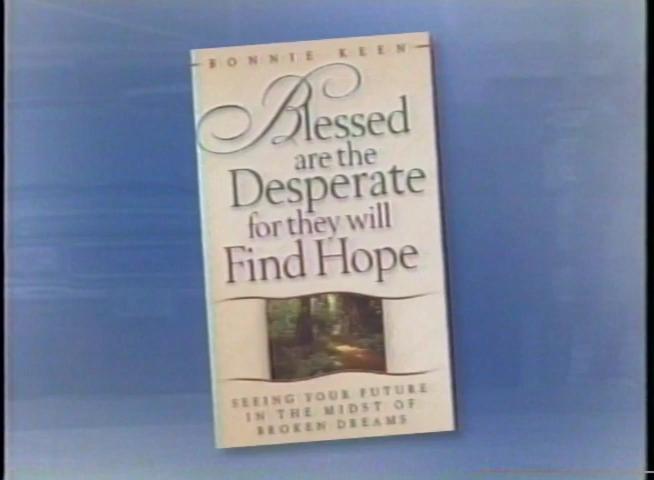 BONNIE KEEN
Blessed
are the
Desperate
for they will
Find Hope
SEEING YOUR FUTURE
IN THE MIDST OF
BROKEN DREAMS